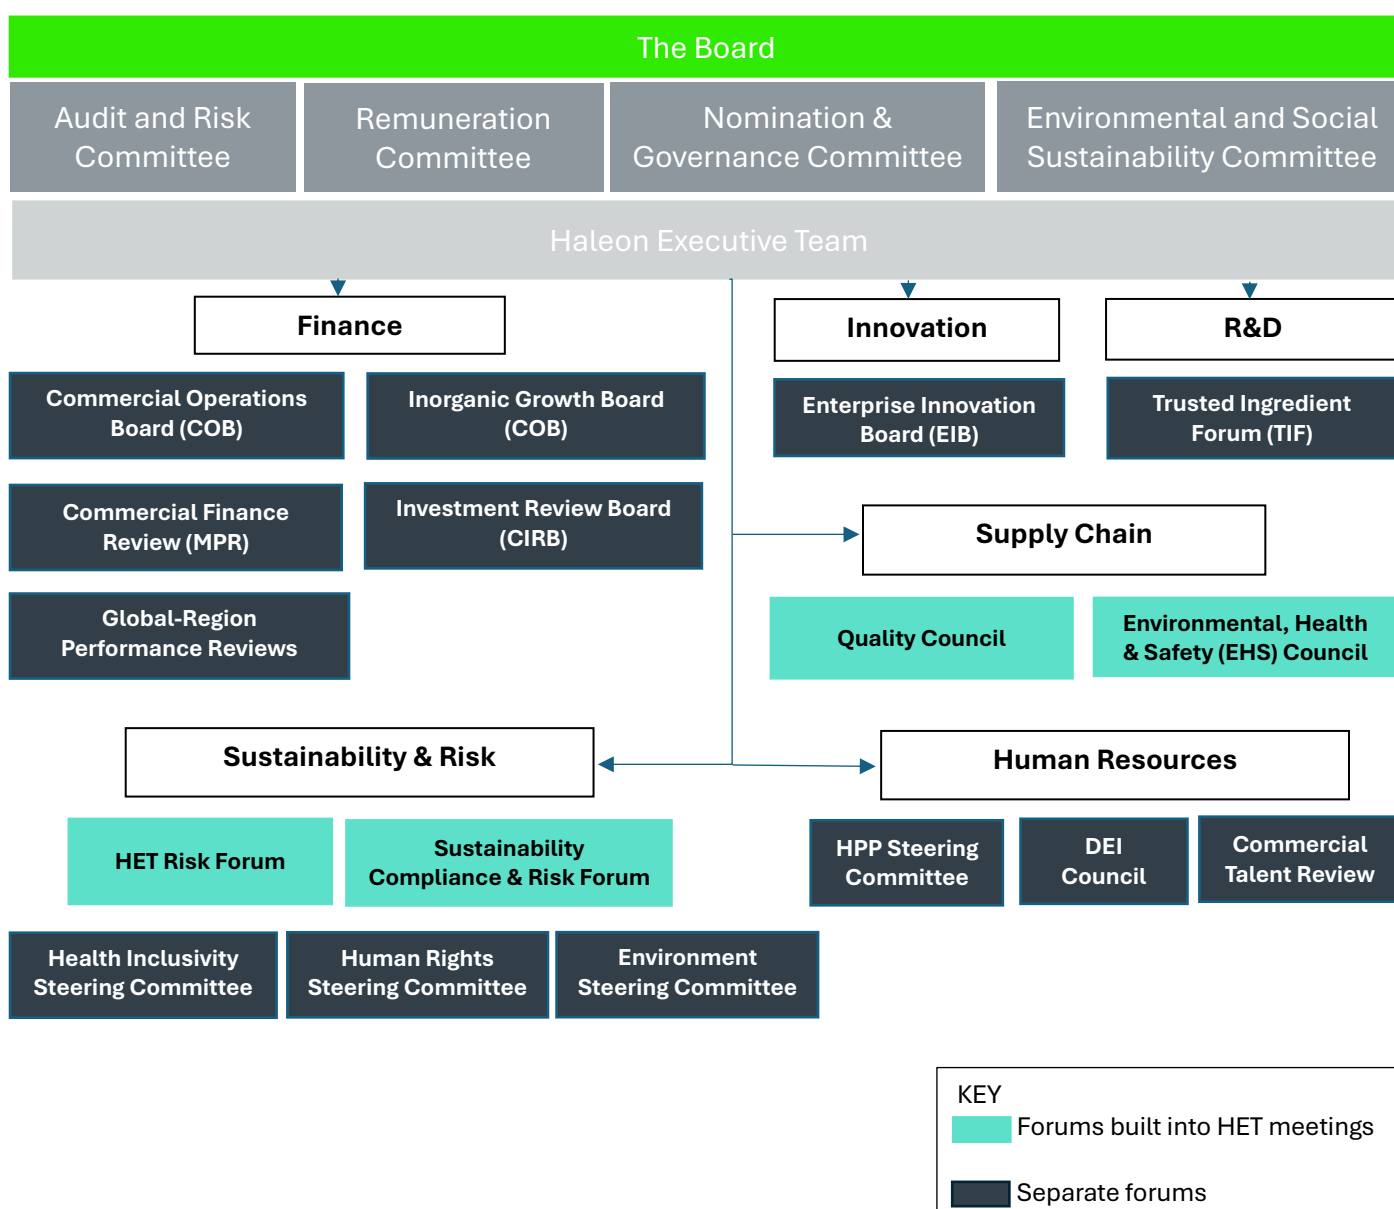 The Board
Audit and Risk
Committee
Remuneration
Committee
Nomination &
Governance Committee
Environmental and Social
Sustainability Committee
Haleon Executive Team
Finance
Innovation
R&D
Commercial Operations
Board (COB)
Inorganic Growth Board
(COB)
Enterprise Innovation
Board (EIB)
Trusted Ingredient
Forum (TIF)
Commercial Finance
Review (MPR)
Investment Review Board
(CIRB)
Supply Chain
Global-Region
Performance Reviews
Quality Council
Environmental, Health
& Safety (EHS) Council
Sustainability & Risk
Human Resources
HET Risk Forum
Sustainability
Compliance & Risk Forum
HPP Steering
Committee
DEI
Council
Commercial
Talent Review
Health Inclusivity
Steering Committee
Human Rights
Steering Committee
Environment
Steering Committee
KEY
Forums built into HET meetings
Separate forums